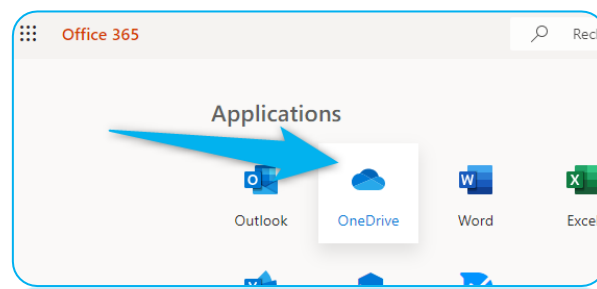 Office 365
Rech
Applications
Outlook
OneDrive
Word
Excel